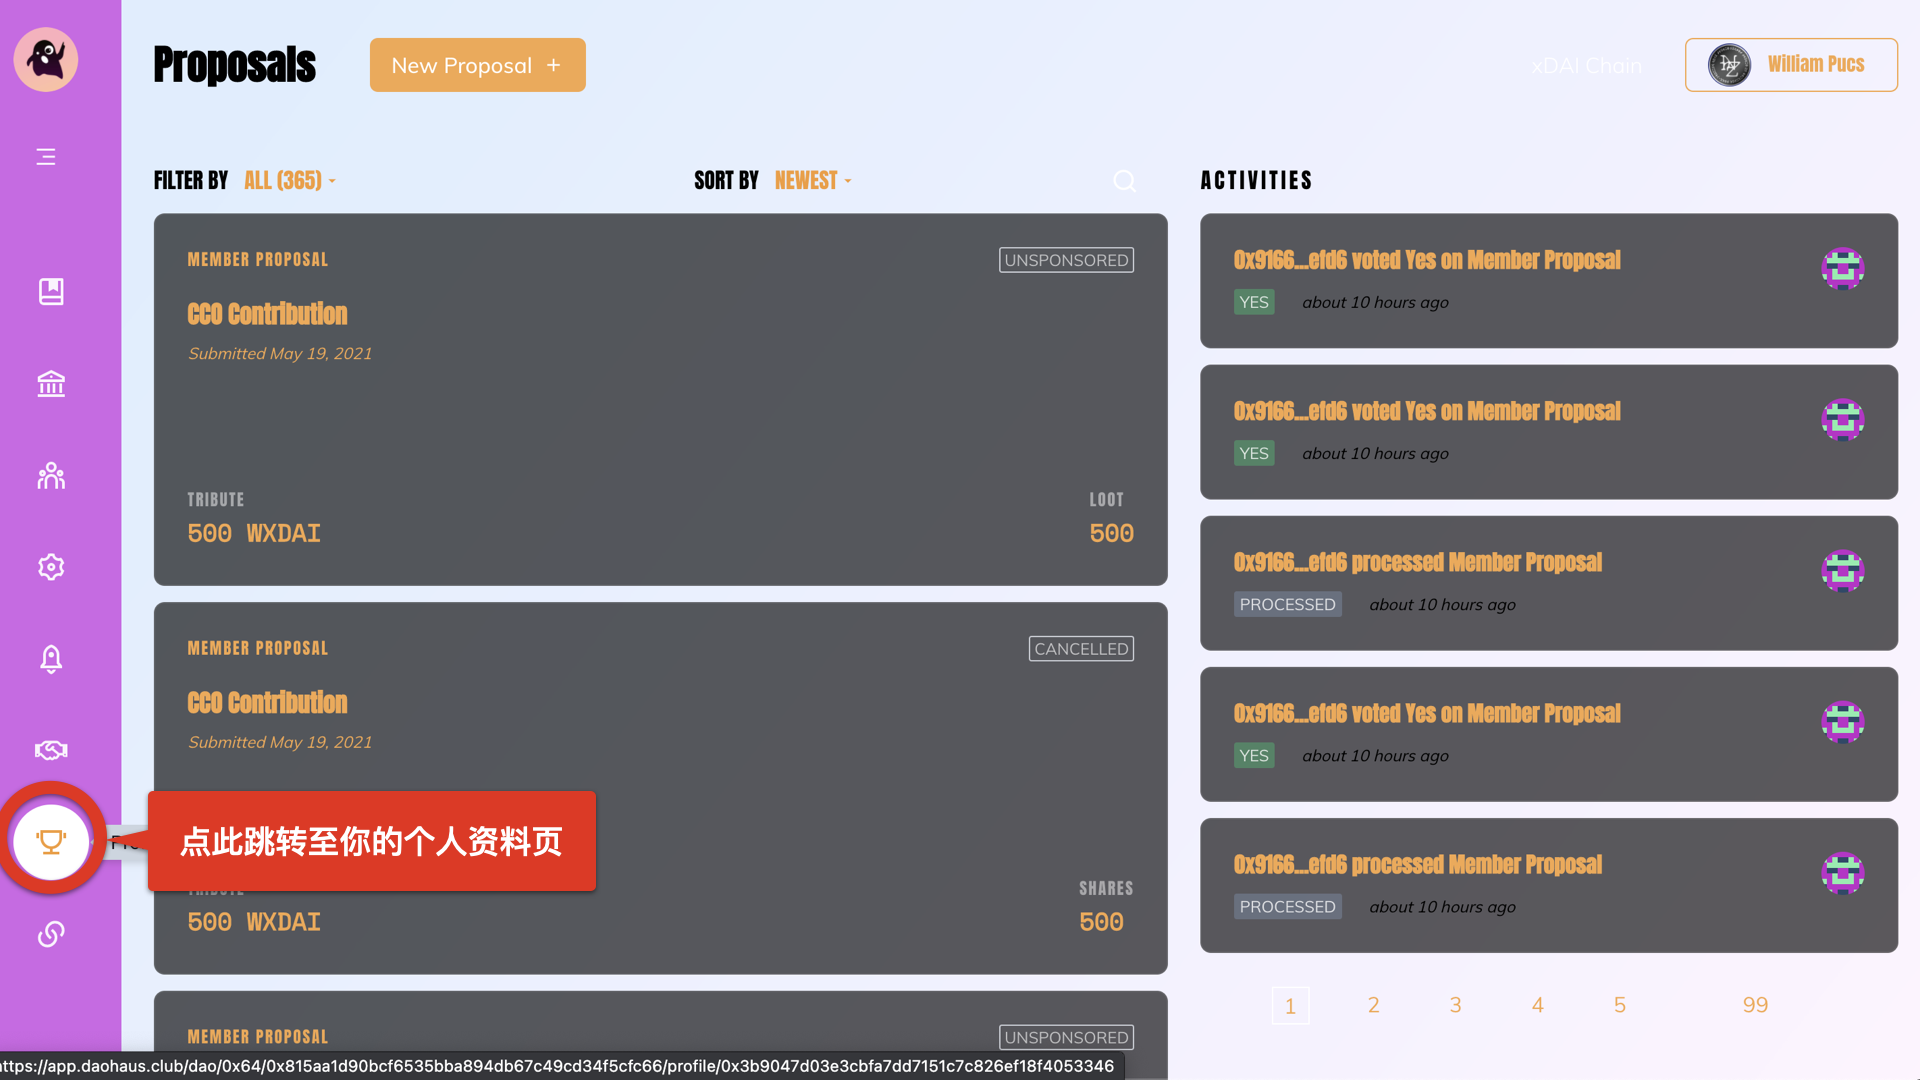 Proposals
New Proposal +
xDAI Chain
William Pucs
FILTER BY ALL (365)
SORT BY NEWEST
ACTIVITIES
MEMBER PROPOSAL
UNSPONSORED
CCO Contribution
Submitted May 19, 2021
TRIBUTE
LOOT
500 WXDAI
500
MEMBER PROPOSAL
CANCELLED
CCO Contribution
Submitted May 19, 2021
点此跳转至你的个人资料页
TRIBUTE
SHARES
500 WXDAI
500
MEMBER PROPOSAL
UNSPONSORED
0x9166...efd6 voted Yes on Member Proposal
YES about 10 hours ago
0x9166...efd6 voted Yes on Member Proposal
YES about 10 hours ago
0x9166...efd6 processed Member Proposal
PROCESSED about 10 hours ago
0x9166...efd6 voted Yes on Member Proposal
YES about 10 hours ago
0x9166...efd6 processed Member Proposal
PROCESSED about 10 hours ago
1 2 3 4 5 99
ttps://app.daohaus.club/dao/0x64/0x815aa1d90bcf6535bba894db67c49cd34f5cfc66/profile/0x3b9047d03e3cbfa7dd7151c7c826ef18f4053346